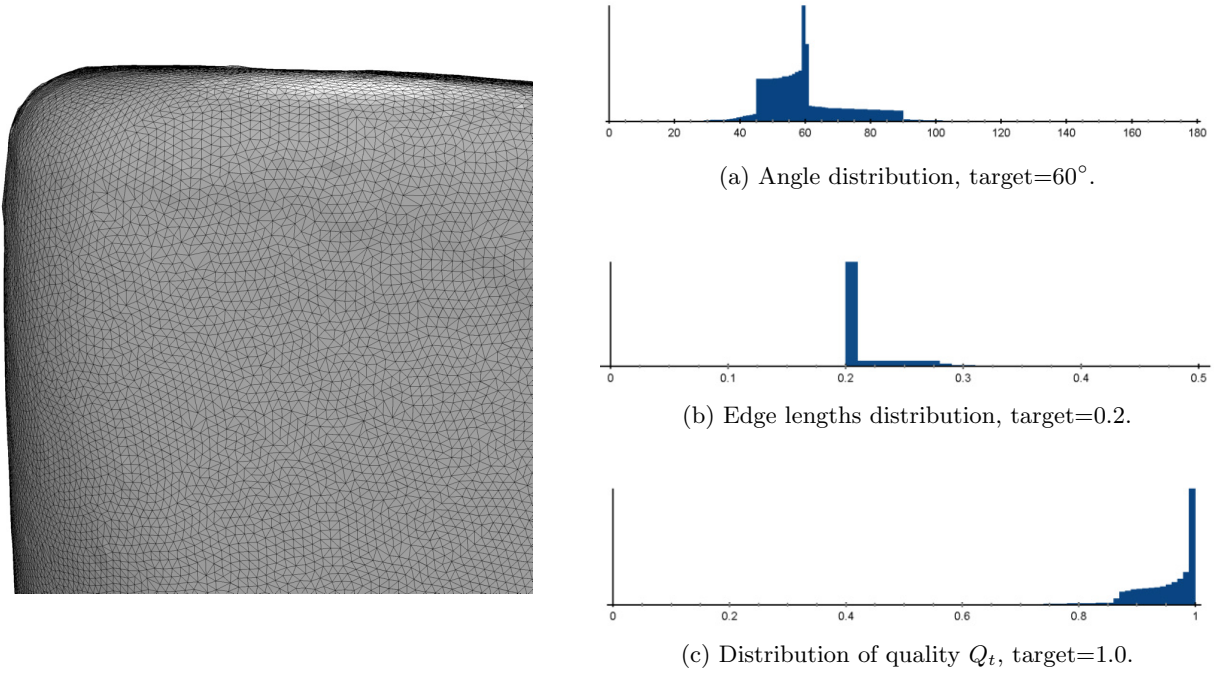 0 20 40 60 80 100 120 140 160 180
(a) Angle distribution, target=60°.
0 0.1 0.2 0.3 0.4 0.5
(b) Edge lengths distribution, target=0.2.
0 0.2 0.4 0.6 0.8 1
(c) Distribution of quality Qₜ, target=1.0.